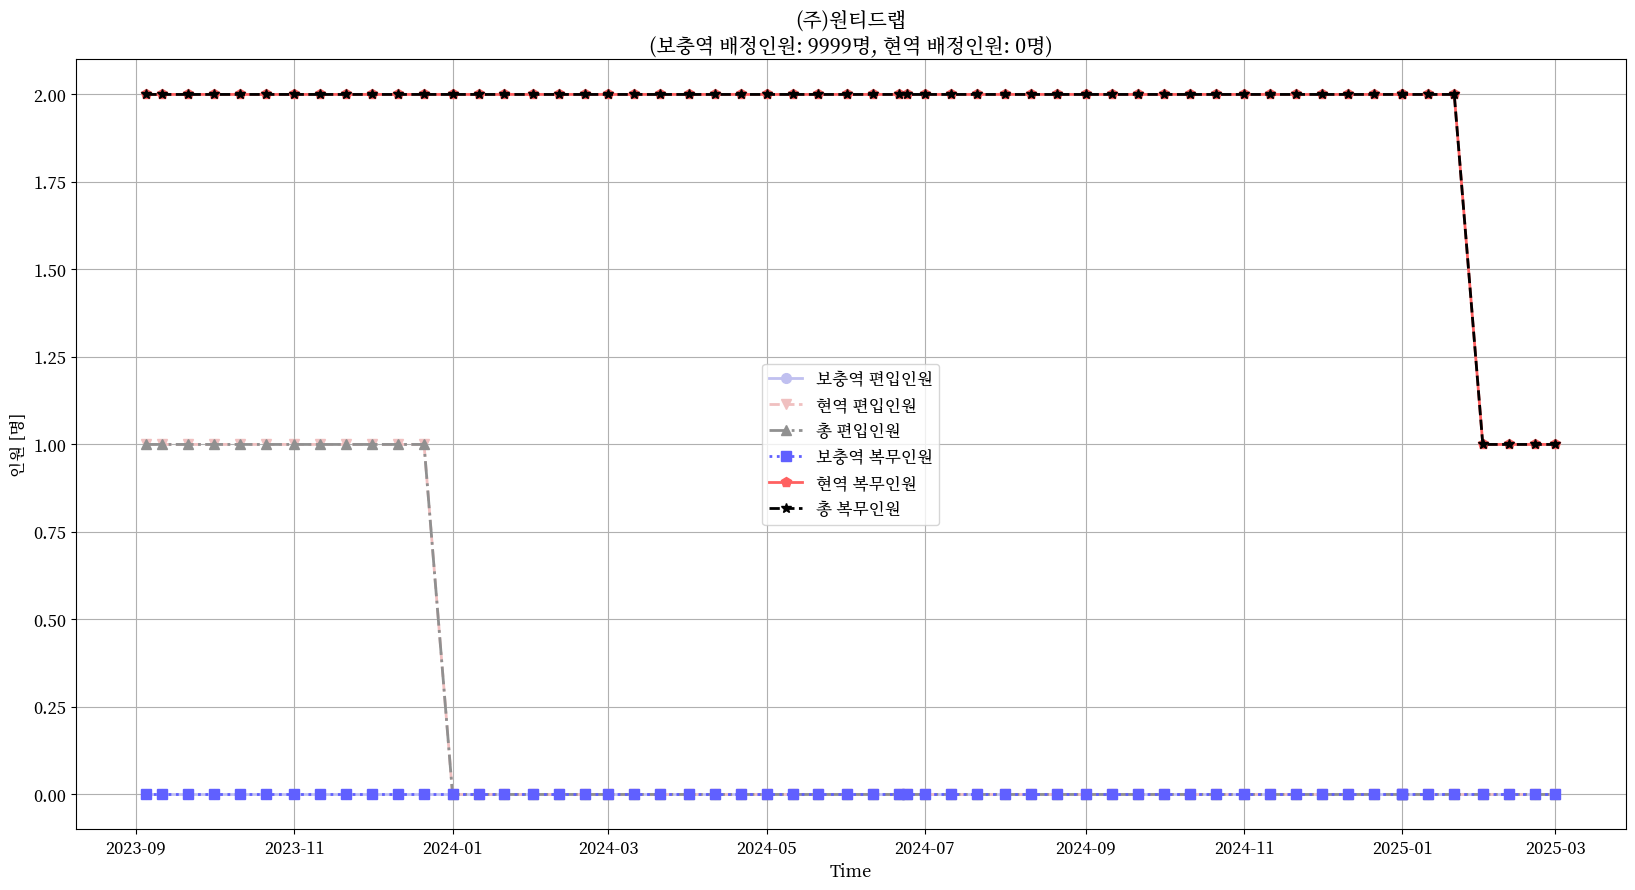 (주)원티드랩
(보충역 배정인원: 9999명, 현역 배정인원: 0명)
인원 [명]
2.00
1.75
1.50
1.25
1.00
0.75
0.50
0.25
0.00
보충역 편입인원
현역 편입인원
총 편입인원
보충역 복무인원
현역 복무인원
총 복무인원
2023-09
2023-11
2024-01
2024-03
2024-05
2024-07
2024-09
2024-11
2025-01
2025-03
Time